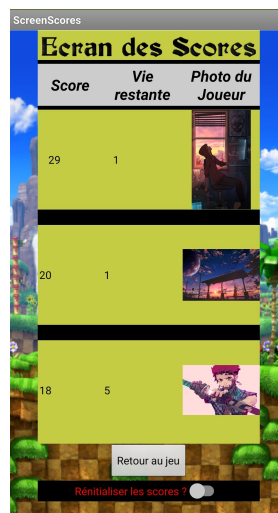 ScreenScores
Ecran des Scores
Score Vie restante Photo du Joueur
29 1
20 1
18 5
Retour au jeu
Rénitialiser les scores ?